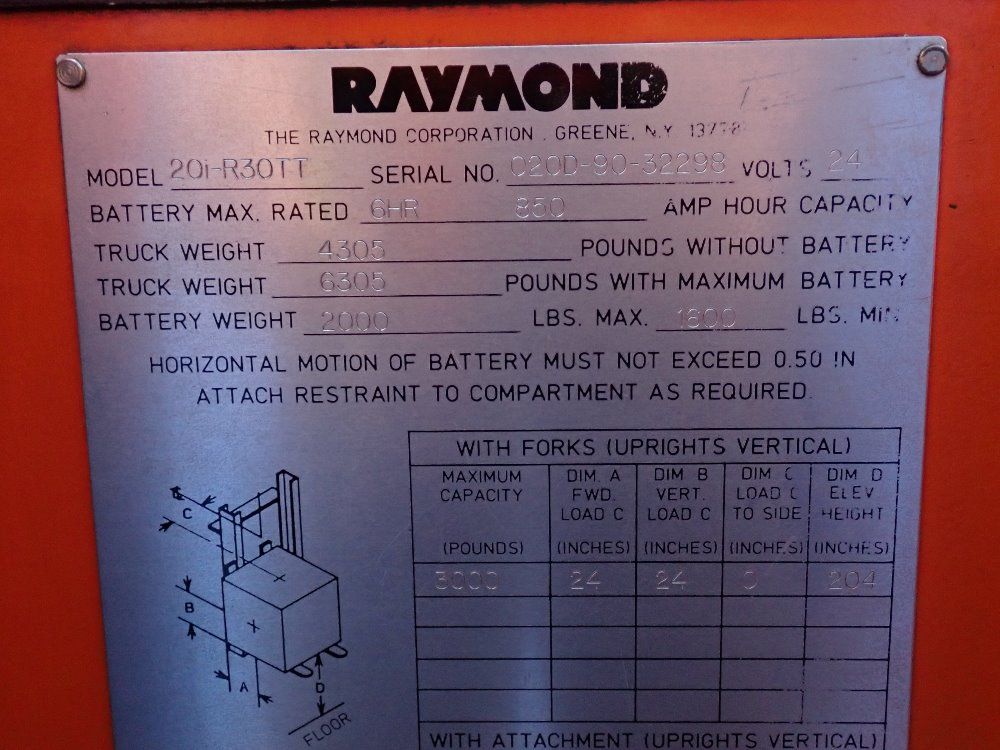 RAYMOND
THE RAYMOND CORPORATION . GREENE, N.Y. 13778
MODEL 20i-R30TT SERIAL NO. 020D-90-32298 VOLTS 24
BATTERY MAX. RATED 6HR 850 AMP HOUR CAPACITY
TRUCK WEIGHT 4305 POUNDS WITHOUT BATTERY
TRUCK WEIGHT 6305 POUNDS WITH MAXIMUM BATTERY
BATTERY WEIGHT 2000 LBS. MAX. 1800 LBS. MIN.
HORIZONTAL MOTION OF BATTERY MUST NOT EXCEED 0.50 IN
ATTACH RESTRAINT TO COMPARTMENT AS REQUIRED.
WITH FORKS (UPRIGHTS VERTICAL)
MAXIMUM DIM. A DIM B DIM C DIM D
CAPACITY FWD. VERT. LOAD C ELEV
LOAD C LOAD C TO SIDE HEIGHT
(POUNDS) (INCHES) (INCHES) (INCHES) (INCHES)
3000 24 24 0 204
C
B
A
D
FLOOR
WITH ATTACHMENT (UPRIGHTS VERTICAL)